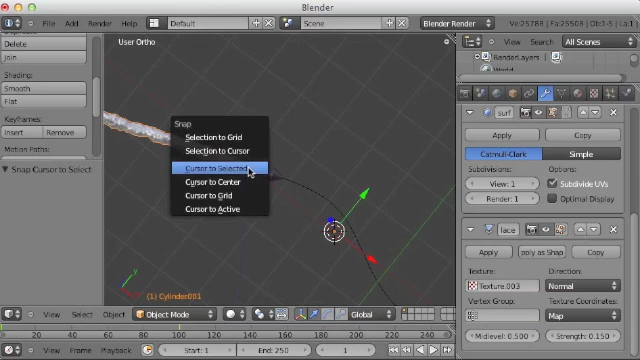 Blender
File Add Render Help
Default
Scene
Blender Render
Ve:25788 | Fa:25508 | Ob:1-5 | La:1
Delete
Join
Shading:
Smooth
Flat
Keyframes:
Insert
Remove
Motion Paths:
Snap Cursor to Select
User Ortho
Snap
Selection to Grid
Selection to Cursor
Cursor to Selected
Cursor to Center
Cursor to Grid
Cursor to Active
(1) Cylinder001
View Search All Scenes
RenderLayers
World
surf
Apply
Copy
Catmull-Clark
Simple
Subdivisions:
Options:
View: 1
Subdivide UVs
Render: 2
Optimal Display
lace
Apply
pply as Shap
Copy
Texture:
Direction:
Texture.003
Normal
Vertex Group:
Texture Coordinates:
Map
Midlevel: 0.500
Strength: 0.150
View Select Object Object Mode Global
0 20 40 60 80 100 120 140 160 180 200 220 240
View Frame Playback Start: 1 End: 250 1